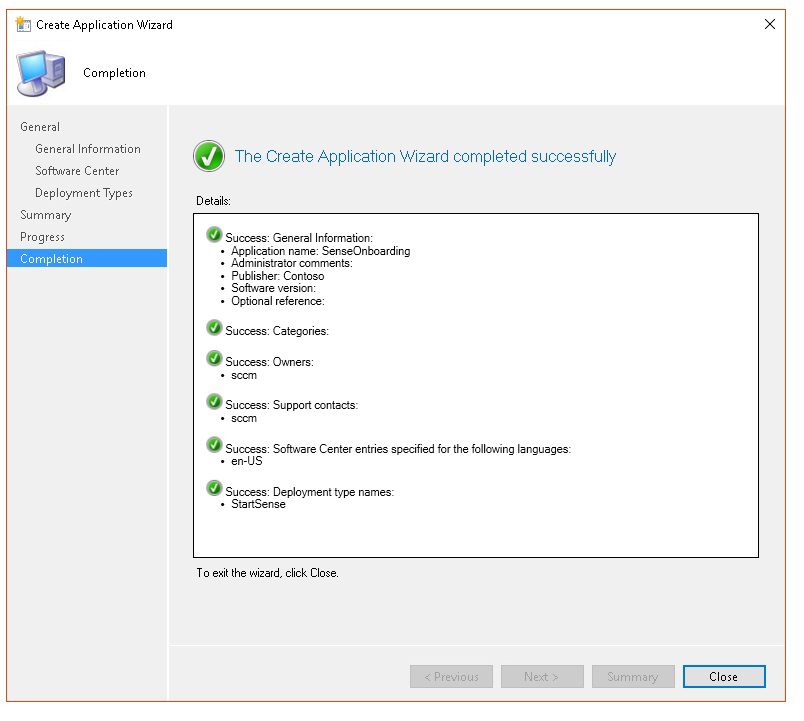 Create Application Wizard
Completion
General
General Information
Software Center
Deployment Types
Summary
Progress
Completion
The Create Application Wizard completed successfully
Details:
Success: General Information:
• Application name: SenseOnboarding
• Administrator comments:
• Publisher: Contoso
• Software version:
• Optional reference:
Success: Categories:
Success: Owners:
• sccm
Success: Support contacts:
• sccm
Success: Software Center entries specified for the following languages:
• en-US
Success: Deployment type names:
• StartSense
To exit the wizard, click Close.
< Previous
Next >
Summary
Close